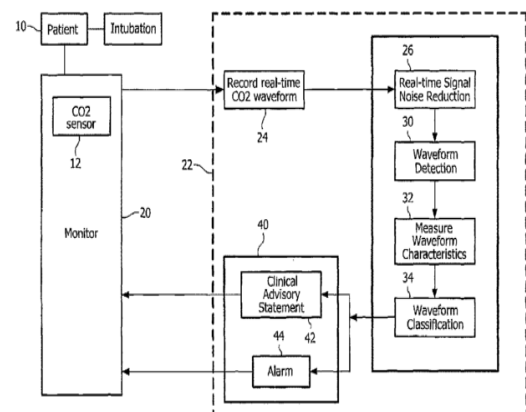 10
Patient
Intubation
CO2
sensor
12
20
Monitor
22
Record real-time
CO2 waveform
24
26
Real-time Signal
Noise Reduction
30
Waveform
Detection
32
Measure
Waveform
Characteristics
34
Waveform
Classification
40
Clinical
Advisory
Statement
42
44
Alarm